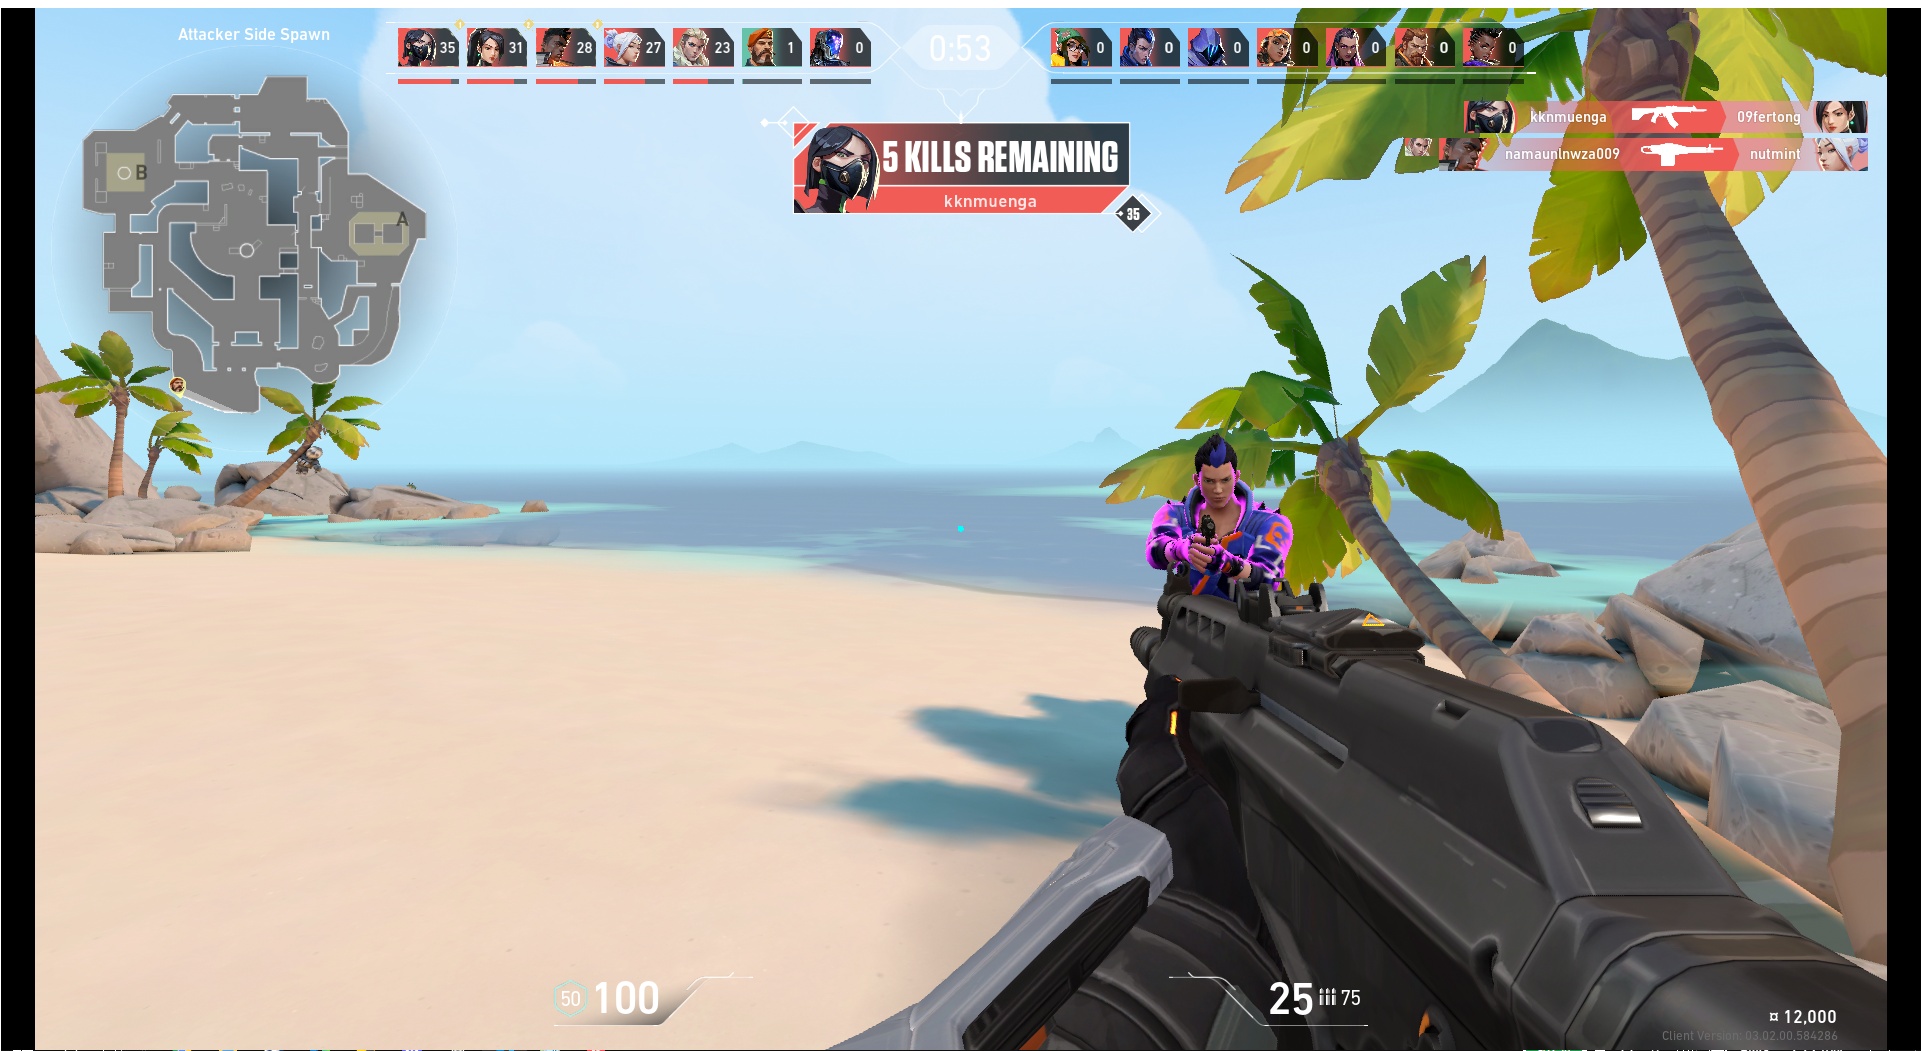 Attacker Side Spawn
35 31 28 27 23 1 0
0:53
0 0 0 0 0 0 0
kknmuenga 09fertong
namaunlnwza009 nutmint
5 KILLS REMAINING
kknmuenga
35
B
A
50 100
25 75
¤ 12,000
Client Version: 03.02.00.584286